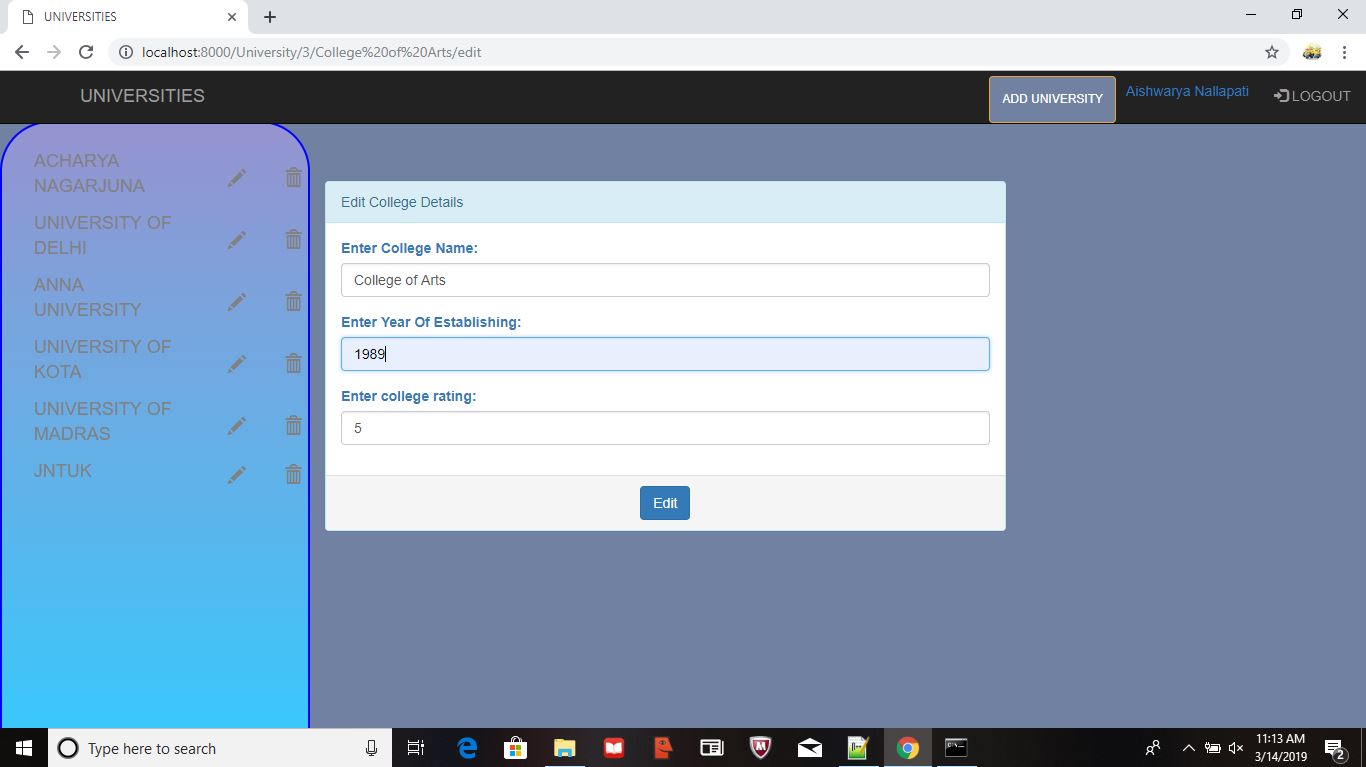 UNIVERSITIES
localhost:8000/University/3/College%20of%20Arts/edit
UNIVERSITIES
ADD UNIVERSITY
Aishwarya Nallapati
LOGOUT
ACHARYA
NAGARJUNA
UNIVERSITY OF
DELHI
ANNA
UNIVERSITY
UNIVERSITY OF
KOTA
UNIVERSITY OF
MADRAS
JNTUK
Edit College Details
Enter College Name:
College of Arts
Enter Year Of Establishing:
1989
Enter college rating:
5
Edit
Type here to search
11:13 AM
3/14/2019
2